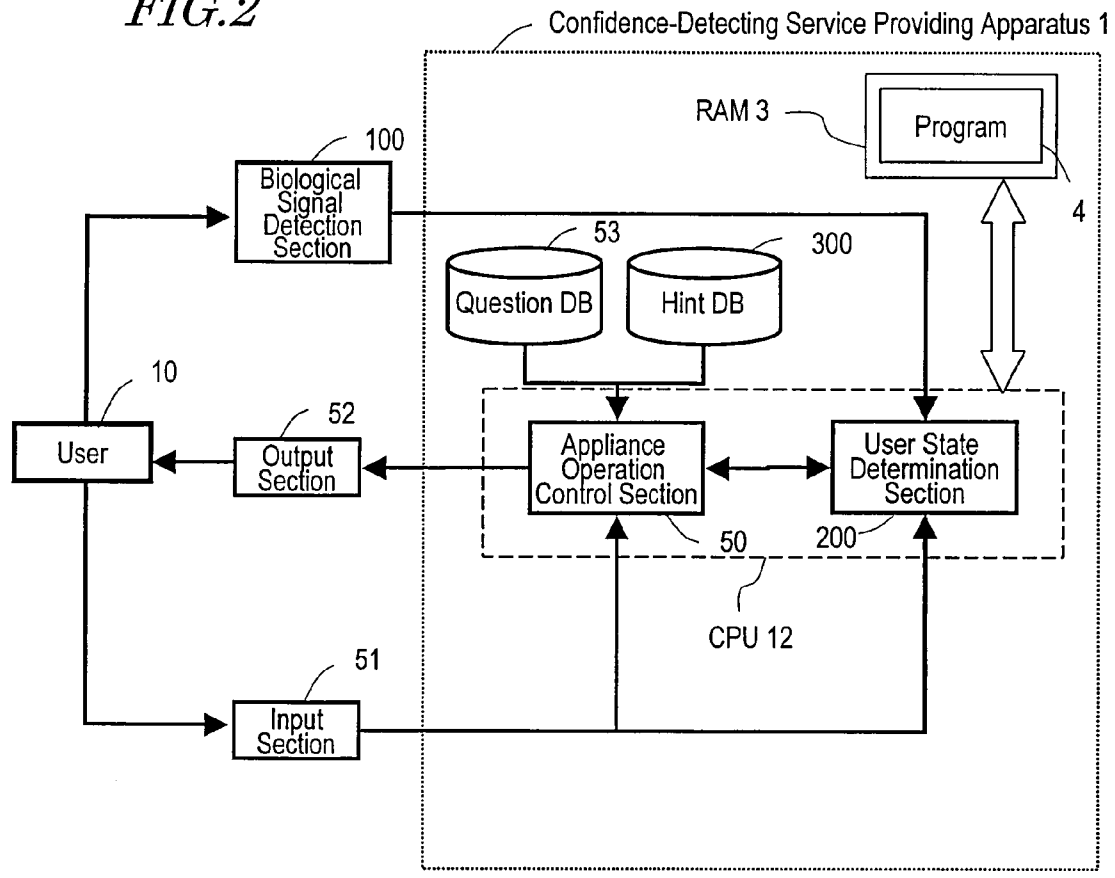 FIG.2
Confidence-Detecting Service Providing Apparatus 1
RAM 3
Program
4
100
Biological
Signal
Detection
Section
53
Question DB
300
Hint DB
10
User
52
Output
Section
Appliance
Operation
Control Section
50
User State
Determination
Section
200
CPU 12
51
Input
Section